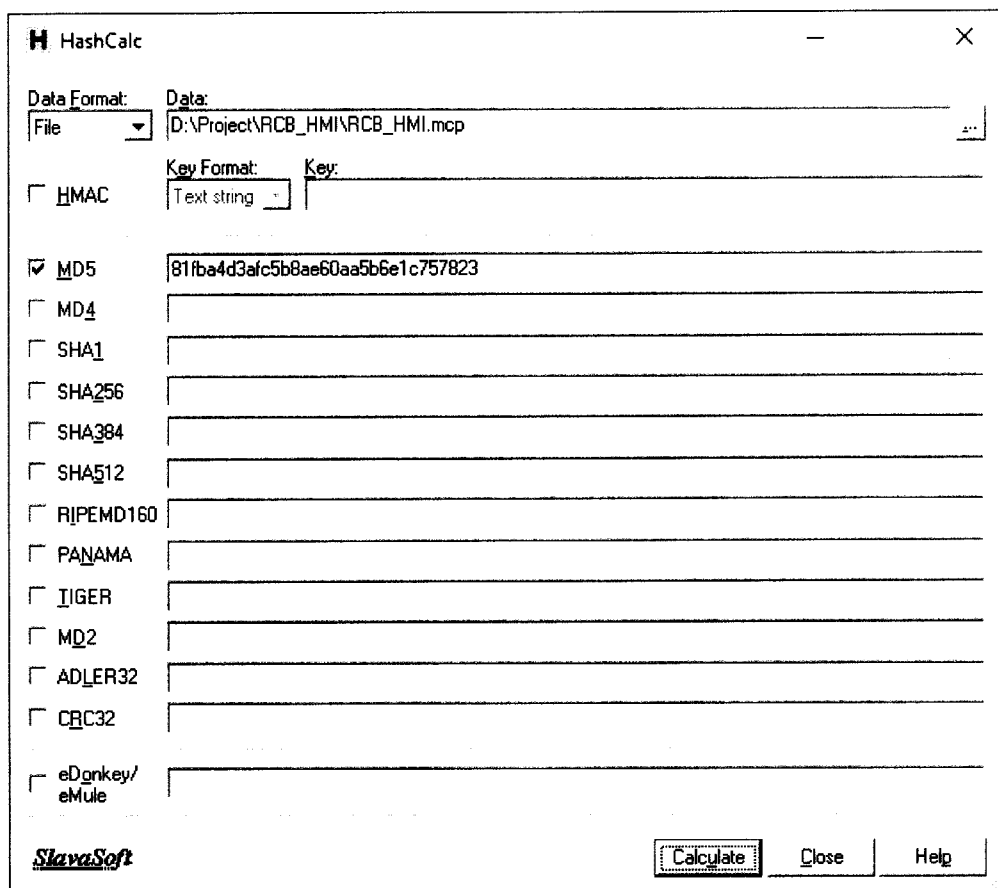 H HashCalc
Data Format: Data:
File D:\Project\RCB_HMI\RCB_HMI.mcp ...
Key Format: Key:
HMAC Text string
MD5 81fba4d3afc5b8ae60aa5b6e1c757823
MD4
SHA1
SHA256
SHA384
SHA512
RIPEMD160
PANAMA
TIGER
MD2
ADLER32
CRC32
eDonkey/
eMule
SlavaSoft Calculate Close Help